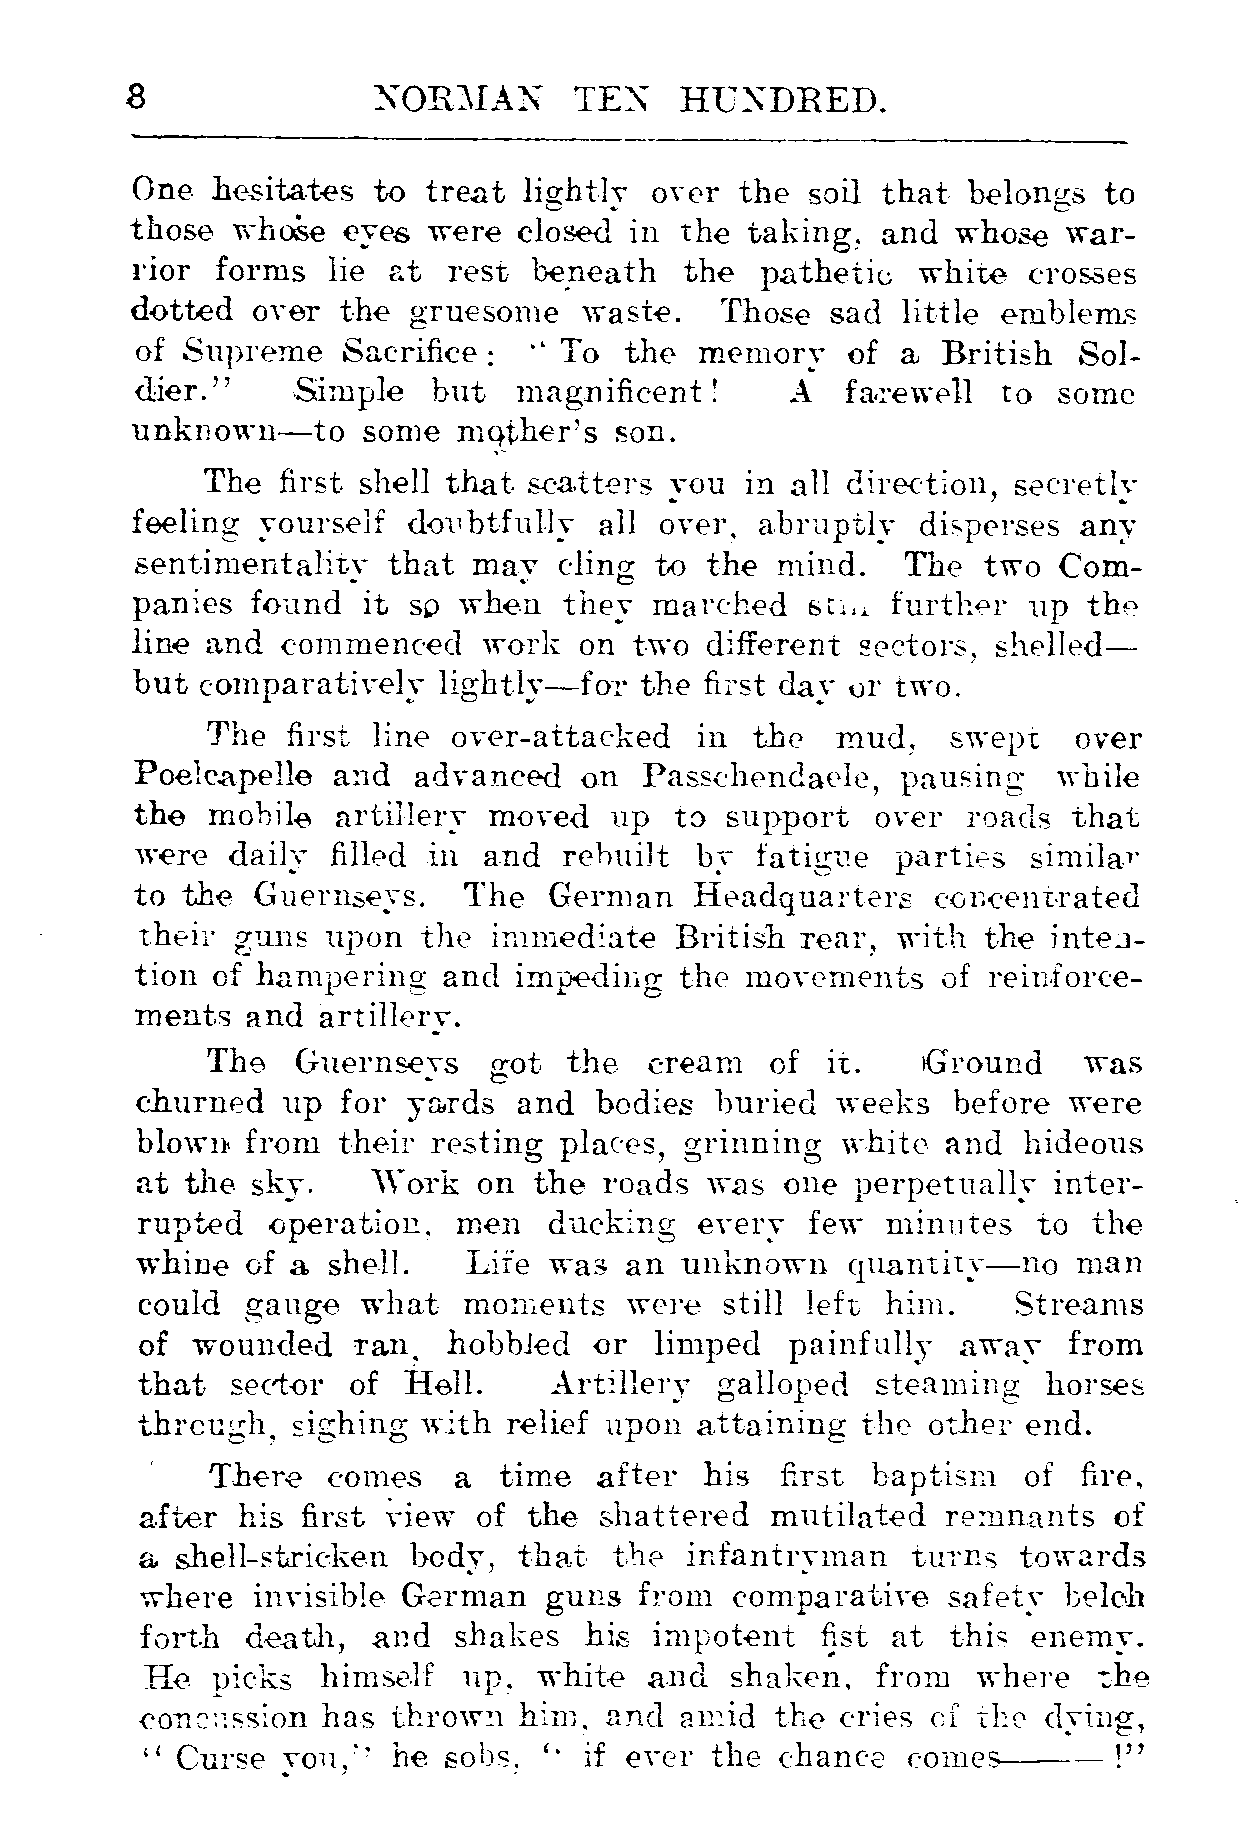 8 NORMAN TEN HUNDRED.
One hesitates to treat lightly over the soil that belongs to
those whose eyes were closed in the taking, and whose war-
rior forms lie at rest beneath the pathetic white crosses
dotted over the gruesome waste. Those sad little emblems
of Supreme Sacrifice: "To the memory of a British Sol-
dier." Simple but magnificent! A farewell to some
unknown—to some mother's son.
The first shell that scatters you in all direction, secretly
feeling yourself doubtfully all over, abruptly disperses any
sentimentality that may cling to the mind. The two Com-
panies found it so when they marched still further up the
line and commenced work on two different sectors, shelled—
but comparatively lightly—for the first day or two.
The first line over-attacked in the mud, swept over
Poelcapelle and advanced on Passchendaele, pausing while
the mobile artillery moved up to support over roads that
were daily filled in and rebuilt by fatigue parties similar
to the Guernseys. The German Headquarters concentrated
their guns upon the immediate British rear, with the inten-
tion of hampering and impeding the movements of reinforce-
ments and artillery.
The Guernseys got the cream of it. Ground was
churned up for yards and bodies buried weeks before were
blown from their resting places, grinning white and hideous
at the sky. Work on the roads was one perpetually inter-
rupted operation, men ducking every few minutes to the
whine of a shell. Life was an unknown quantity—no man
could gauge what moments were still left him. Streams
of wounded ran, hobbled or limped painfully away from
that sector of Hell. Artillery galloped steaming horses
through, sighing with relief upon attaining the other end.
There comes a time after his first baptism of fire,
after his first view of the shattered mutilated remnants of
a shell-stricken body, that the infantryman turns towards
where invisible German guns from comparative safety belch
forth death, and shakes his impotent fist at this enemy.
He picks himself up, white and shaken, from where the
concussion has thrown him, and amid the cries of the dying,
"Curse you," he sobs, "if ever the chance comes——!"